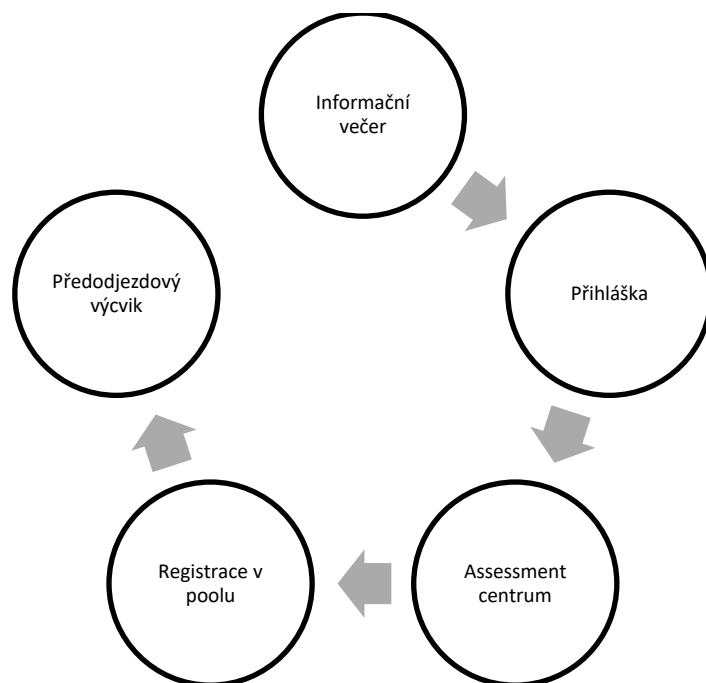 Informační
večer
Přihláška
Assessment
centrum
Registrace v
poolu
Předodjezdový
výcvik